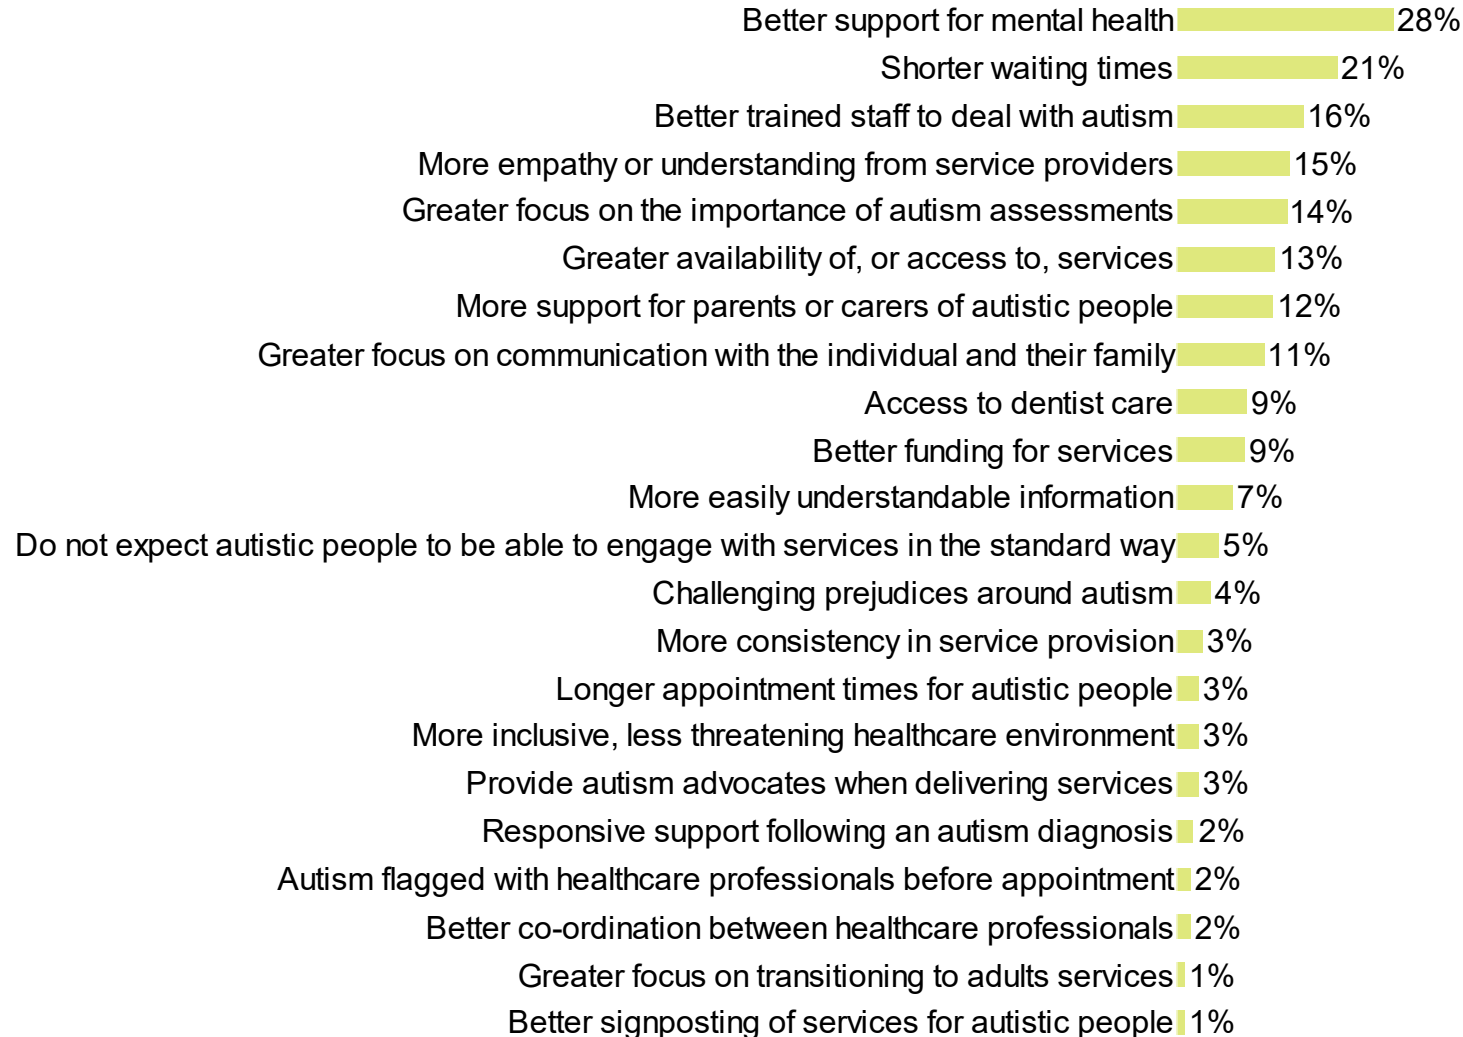 Better support for mental health 28%
Shorter waiting times 21%
Better trained staff to deal with autism 16%
More empathy or understanding from service providers 15%
Greater focus on the importance of autism assessments 14%
Greater availability of, or access to, services 13%
More support for parents or carers of autistic people 12%
Greater focus on communication with the individual and their family 11%
Access to dentist care 9%
Better funding for services 9%
More easily understandable information 7%
Do not expect autistic people to be able to engage with services in the standard way 5%
Challenging prejudices around autism 4%
More consistency in service provision 3%
Longer appointment times for autistic people 3%
More inclusive, less threatening healthcare environment 3%
Provide autism advocates when delivering services 3%
Responsive support following an autism diagnosis 2%
Autism flagged with healthcare professionals before appointment 2%
Better co-ordination between healthcare professionals 2%
Greater focus on transitioning to adults services 1%
Better signposting of services for autistic people 1%